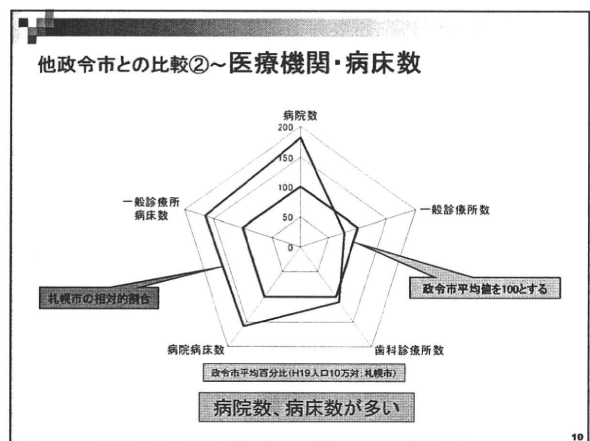 他政令市との比較②～医療機関・病床数
病院数
200
150
100
50
0
一般診療所数
歯科診療所数
病院病床数
一般診療所
病床数
札幌市の相対的割合
政令市平均値を100とする
政令市平均百分比(H19人口10万対:札幌市)
病院数、病床数が多い
10